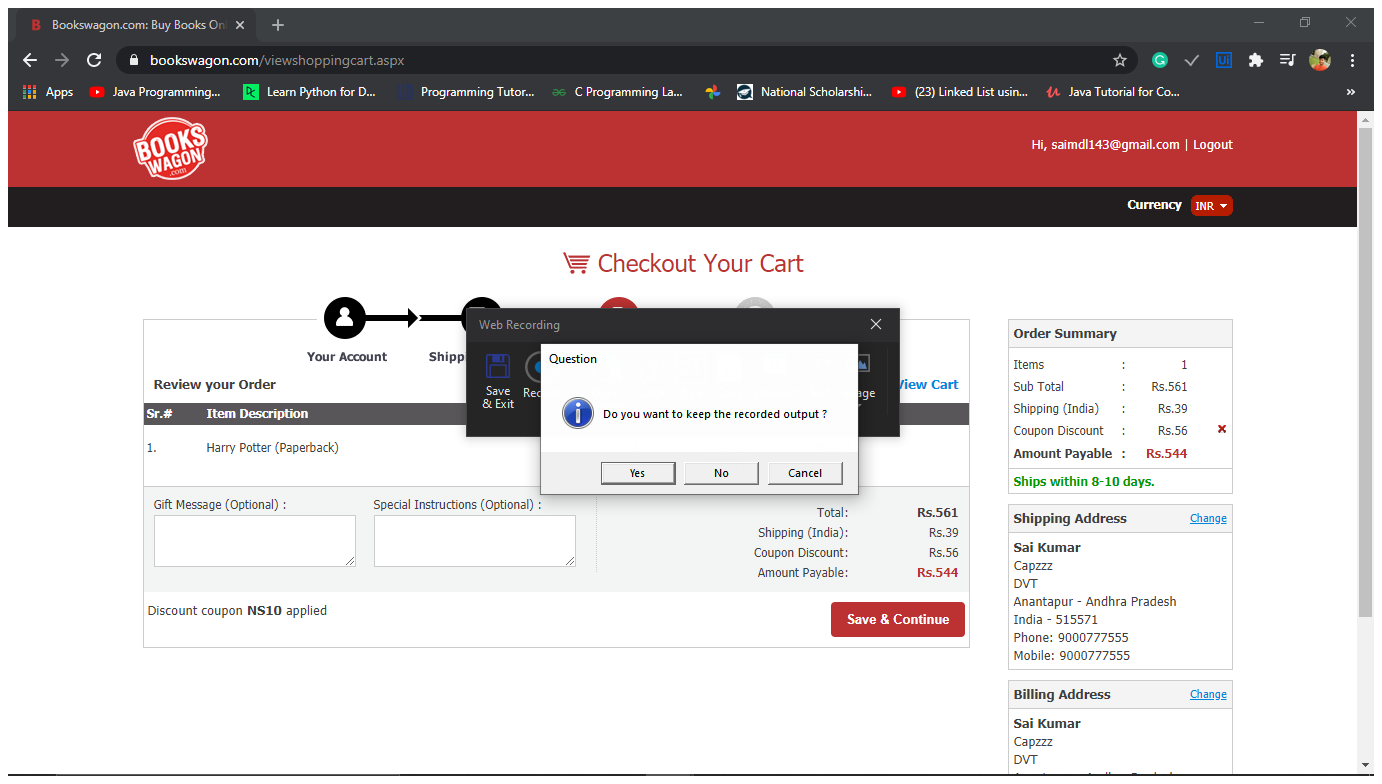 B Bookswagon.com: Buy Books On
bookswagon.com/viewshoppingcart.aspx
Apps Java Programming... Learn Python for D... Programming Tutor... C Programming La... National Scholarshi... (23) Linked List usin... Java Tutorial for Co... »
BOOKS
WAGON
.com
Hi, saimdl143@gmail.com | Logout
Currency INR
Checkout Your Cart
Your Account
Review your Order
View Cart
Sr.# Item Description
1. Harry Potter (Paperback)
Web Recording
Save
& Exit
Question
Do you want to keep the recorded output ?
Yes No Cancel
Gift Message (Optional) : Special Instructions (Optional) :
Total: Rs.561
Shipping (India): Rs.39
Coupon Discount: Rs.56
Amount Payable: Rs.544
Discount coupon NS10 applied
Save & Continue
Order Summary
Items : 1
Sub Total : Rs.561
Shipping (India) : Rs.39
Coupon Discount : Rs.56
Amount Payable : Rs.544
Ships within 8-10 days.
Shipping Address Change
Sai Kumar
Capzzz
DVT
Anantapur - Andhra Pradesh
India - 515571
Phone: 9000777555
Mobile: 9000777555
Billing Address Change
Sai Kumar
Capzzz
DVT